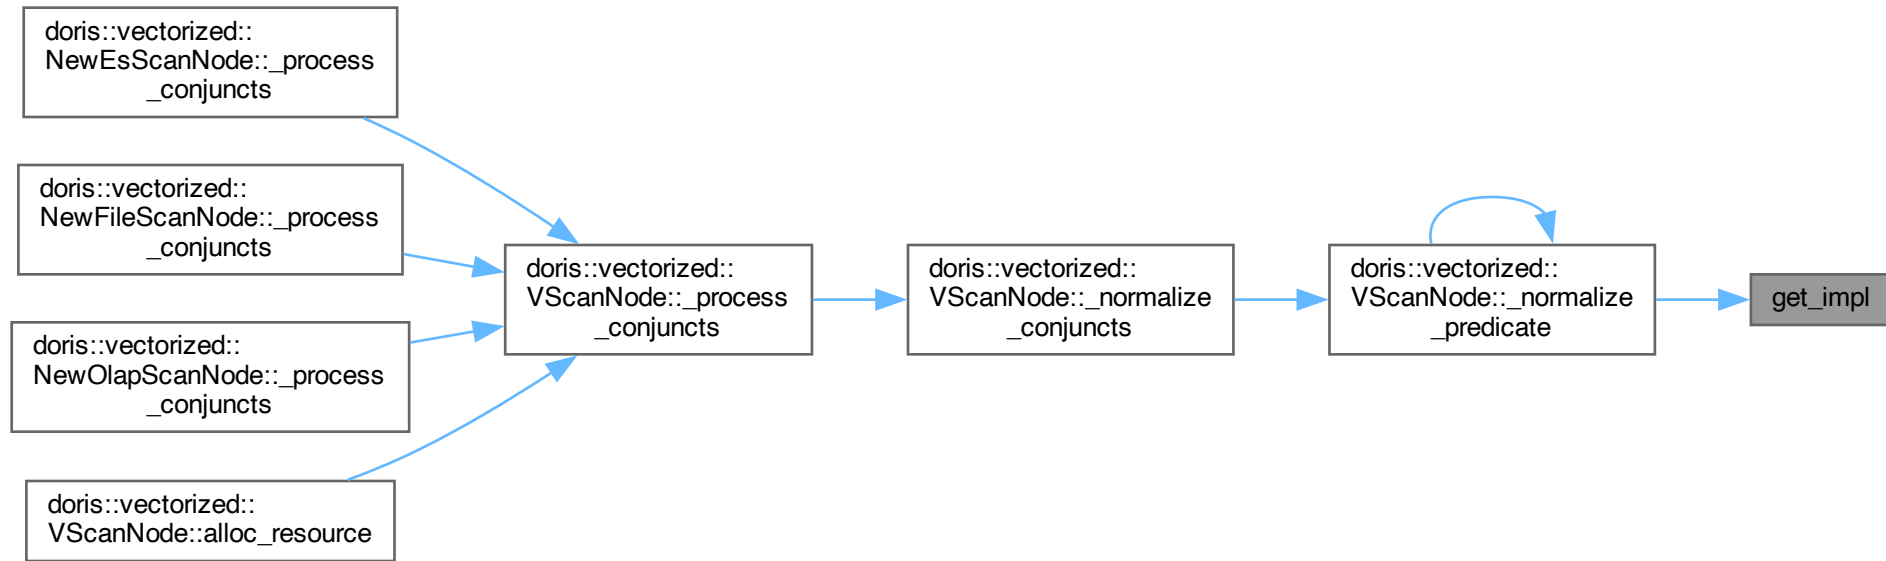 doris::vectorized::
NewEsScanNode::_process
_conjuncts
doris::vectorized::
NewFileScanNode::_process
_conjuncts
doris::vectorized::
NewOlapScanNode::_process
_conjuncts
doris::vectorized::
VScanNode::alloc_resource
doris::vectorized::
VScanNode::_process
_conjuncts
doris::vectorized::
VScanNode::_normalize
_conjuncts
doris::vectorized::
VScanNode::_normalize
_predicate
get_impl